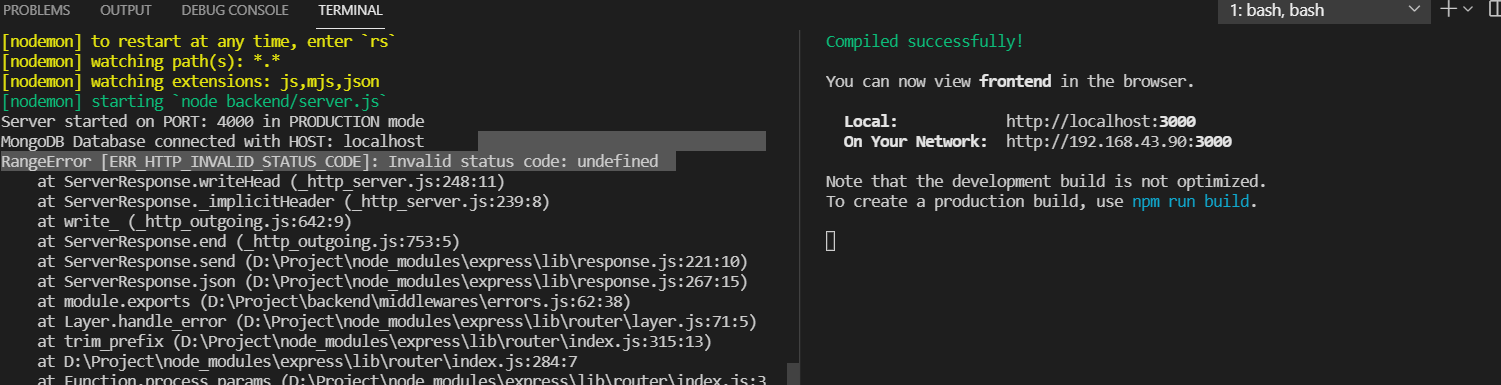 PROBLEMS OUTPUT DEBUG CONSOLE TERMINAL 1: bash, bash
[nodemon] to restart at any time, enter `rs`
[nodemon] watching path(s): *.*
[nodemon] watching extensions: js,mjs,json
[nodemon] starting `node backend/server.js`
Server started on PORT: 4000 in PRODUCTION mode
MongoDB Database connected with HOST: localhost
RangeError [ERR_HTTP_INVALID_STATUS_CODE]: Invalid status code: undefined
at ServerResponse.writeHead (_http_server.js:248:11)
at ServerResponse._implicitHeader (_http_server.js:239:8)
at write_ (_http_outgoing.js:642:9)
at ServerResponse.end (_http_outgoing.js:753:5)
at ServerResponse.send (D:\Project\node_modules\express\lib\response.js:221:10)
at ServerResponse.json (D:\Project\node_modules\express\lib\response.js:267:15)
at module.exports (D:\Project\backend\middlewares\errors.js:62:38)
at Layer.handle_error (D:\Project\node_modules\express\lib\router\layer.js:71:5)
at trim_prefix (D:\Project\node_modules\express\lib\router\index.js:315:13)
at D:\Project\node_modules\express\lib\router\index.js:284:7
at Function.process_params (D:\Project\node_modules\express\lib\router\index.js:3
Compiled successfully!
You can now view frontend in the browser.
Local: http://localhost:3000
On Your Network: http://192.168.43.90:3000
Note that the development build is not optimized.
To create a production build, use npm run build.